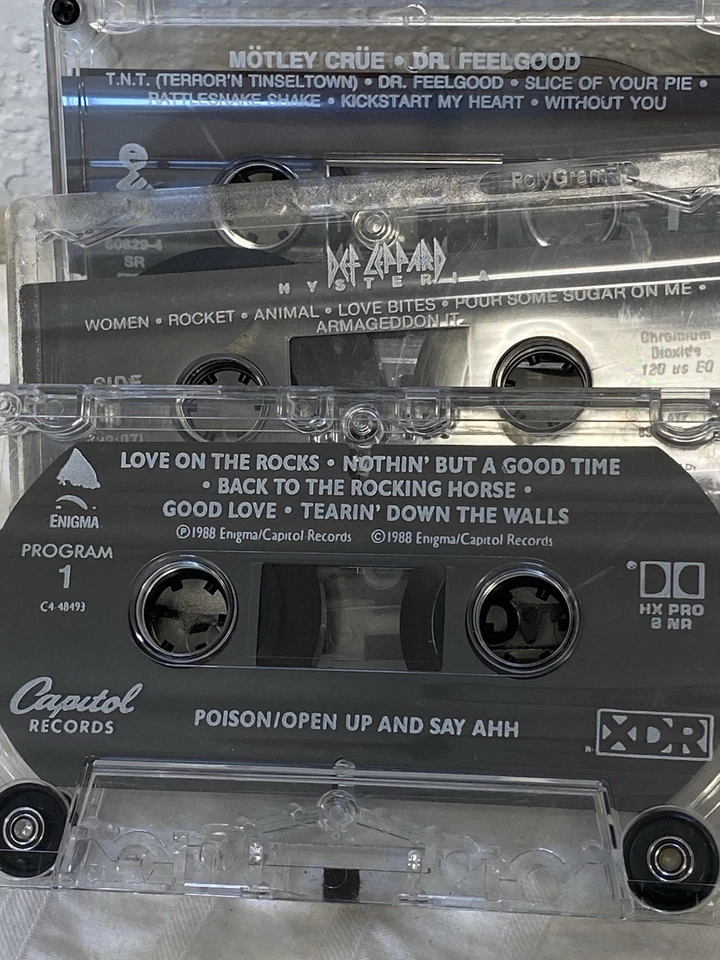 MÖTLEY CRÜE • DR. FEELGOOD
T.N.T. (TERROR'N TINSELTOWN) • DR. FEELGOOD • SLICE OF YOUR PIE •
RATTLESNAKE SHAKE • KICKSTART MY HEART • WITHOUT YOU
PolyGram
60829-4
SR
DEF LEPPARD
HYSTERIA
WOMEN • ROCKET • ANIMAL • LOVE BITES • POUR SOME SUGAR ON ME •
ARMAGEDDON IT
Chromium
Dioxide
120 us EQ
SIDE
LOVE ON THE ROCKS • NOTHIN' BUT A GOOD TIME
• BACK TO THE ROCKING HORSE •
GOOD LOVE • TEARIN' DOWN THE WALLS
℗1988 Enigma/Capitol Records ©1988 Enigma/Capitol Records
ENIGMA
PROGRAM
1
C4-48493
HX PRO
B NR
Capitol
RECORDS
POISON/OPEN UP AND SAY AHH
XDR